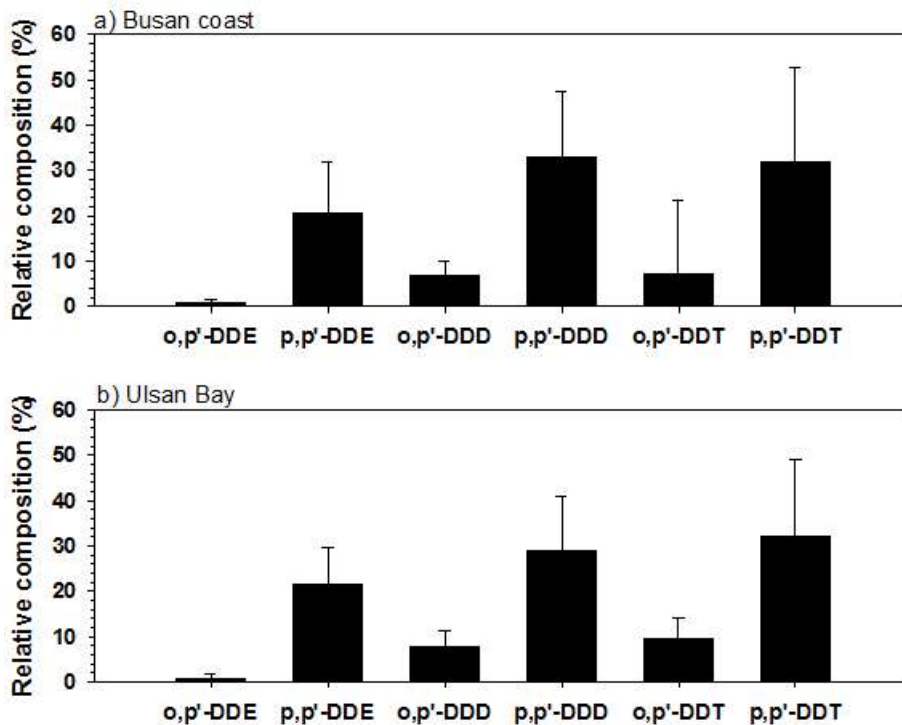 a) Busan coast
Relative composition (%)
60
50
40
30
20
10
0
o,p'-DDE p,p'-DDE o,p'-DDD p,p'-DDD o,p'-DDT p,p'-DDT
b) Ulsan Bay
Relative composition (%)
60
50
40
30
20
10
0
o,p'-DDE p,p'-DDE o,p'-DDD p,p'-DDD o,p'-DDT p,p'-DDT